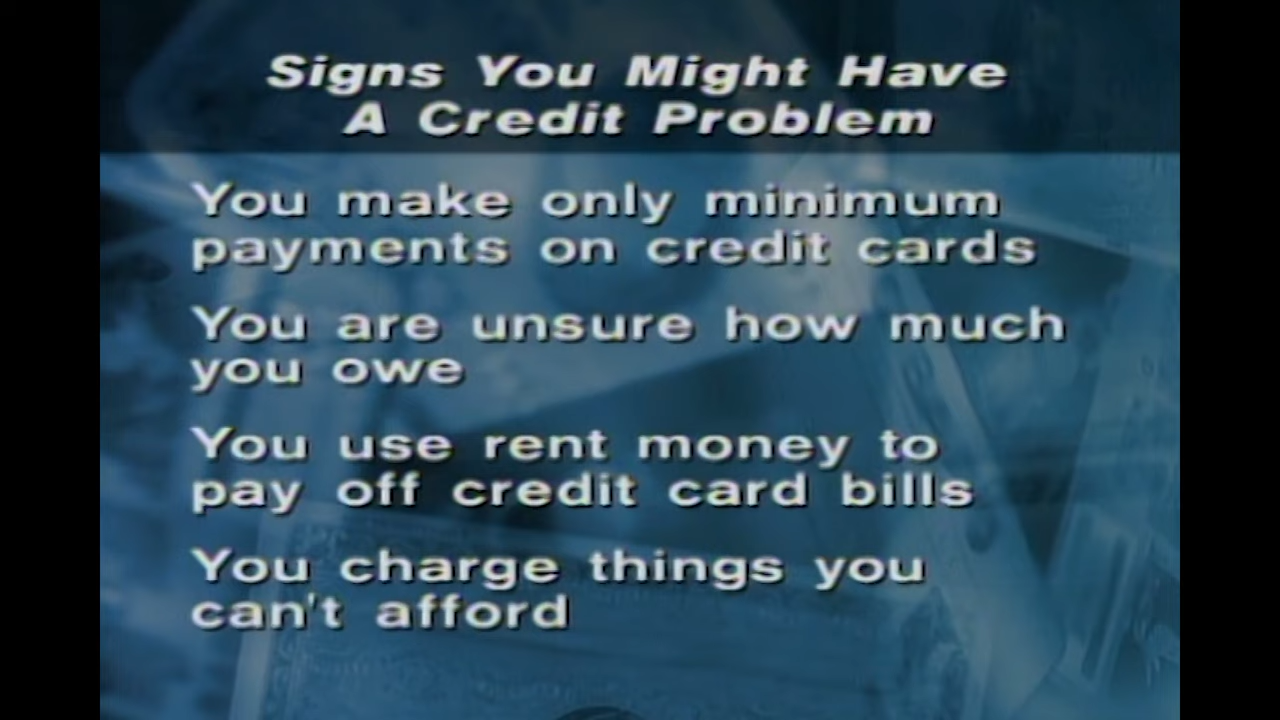 Signs You Might Have
A Credit Problem
You make only minimum
payments on credit cards
You are unsure how much
you owe
You use rent money to
pay off credit card bills
You charge things you
can't afford